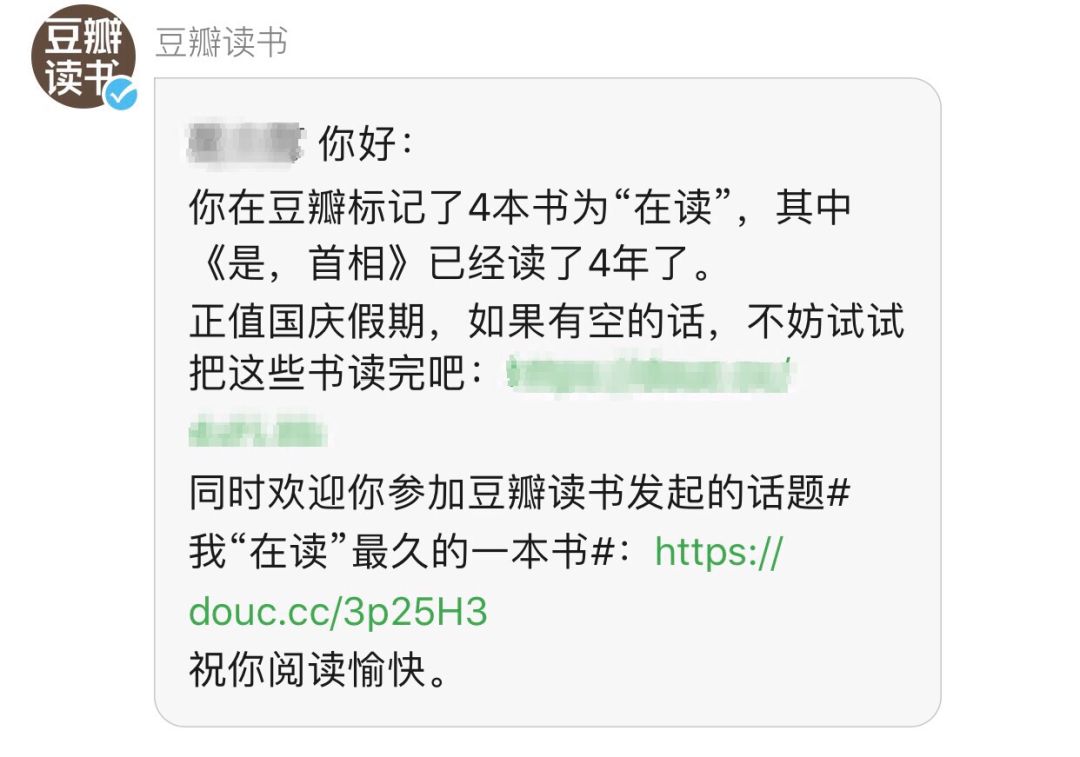 豆瓣
读书
豆瓣读书
你好：
你在豆瓣标记了4本书为“在读”，其中
《是，首相》已经读了4年了。
正值国庆假期，如果有空的话，不妨试试
把这些书读完吧：
同时欢迎你参加豆瓣读书发起的话题#
我“在读”最久的一本书#：https://
douc.cc/3p25H3
祝你阅读愉快。